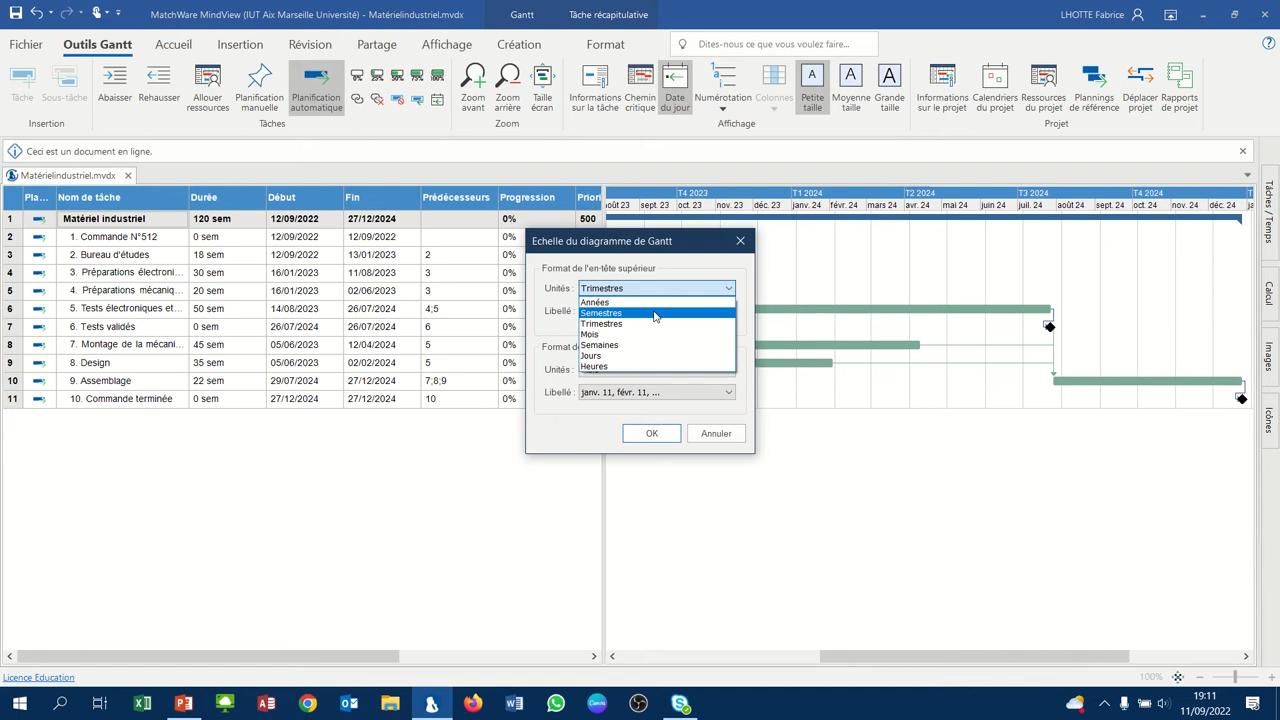 MatchWare MindView (IUT Aix Marseille Université) - Matérielindustriel.mvdx
Gantt
Tâche récapitulative
LHOTTE Fabrice
Fichier
Outils Gantt
Accueil
Insertion
Révision
Partage
Affichage
Création
Format
Dites-nous ce que vous voulez faire...
Tâche
Sous-tâche
Abaisser
Rehausser
Allouer ressources
Planification manuelle
Planification automatique
Zoom avant
Zoom arrière
Taille écran
Informations sur la tâche
Chemin critique
Date du jour
Numérotation
Colonnes
Petite taille
Moyenne taille
Grande taille
Informations sur le projet
Calendriers du projet
Ressources du projet
Plannings de référence
Déplacer projet
Rapports de projet
Insertion
Tâches
Zoom
Affichage
Projet
Ceci est un document en ligne.
Matérielindustriel.mvdx
Pla... Nom de tâche Durée Début Fin Prédécesseurs Progression Priori
1 Matériel industriel 120 sem 12/09/2022 27/12/2024 0% 500
2 1. Commande N°512 0 sem 12/09/2022 12/09/2022 0%
3 2. Bureau d'études 18 sem 12/09/2022 13/01/2023 2 0%
4 3. Préparations électroni... 30 sem 16/01/2023 11/08/2023 3 0%
5 4. Préparations mécaniq... 20 sem 16/01/2023 02/06/2023 3 0%
6 5. Tests électroniques et... 50 sem 14/08/2023 26/07/2024 4;5 0%
7 6. Tests validés 0 sem 26/07/2024 26/07/2024 6 0%
8 7. Montage de la mécani... 45 sem 05/06/2023 12/04/2024 5 0%
9 8. Design 35 sem 05/06/2023 02/02/2024 5 0%
10 9. Assemblage 22 sem 29/07/2024 27/12/2024 7;8;9 0%
11 10. Commande terminée 0 sem 27/12/2024 27/12/2024 10 0%
T4 2023 T1 2024 T2 2024 T3 2024 T4 2024
août 23 sept. 23 oct. 23 nov. 23 déc. 23 janv. 24 févr. 24 mars 24 avr. 24 mai 24 juin 24 juil. 24 août 24 sept. 24 oct. 24 nov. 24 déc. 24
Echelle du diagramme de Gantt
Format de l'en-tête supérieur
Unités : Trimestres
Années
Libellé : Semestres
Trimestres
Mois
Format de
Semaines
Jours
Unités :
Heures
Libellé : janv. 11, févr. 11, ...
OK
Annuler
Tâches / Temps
Calcul
Images
Icônes
Licence Education
100%
19:11
11/09/2022